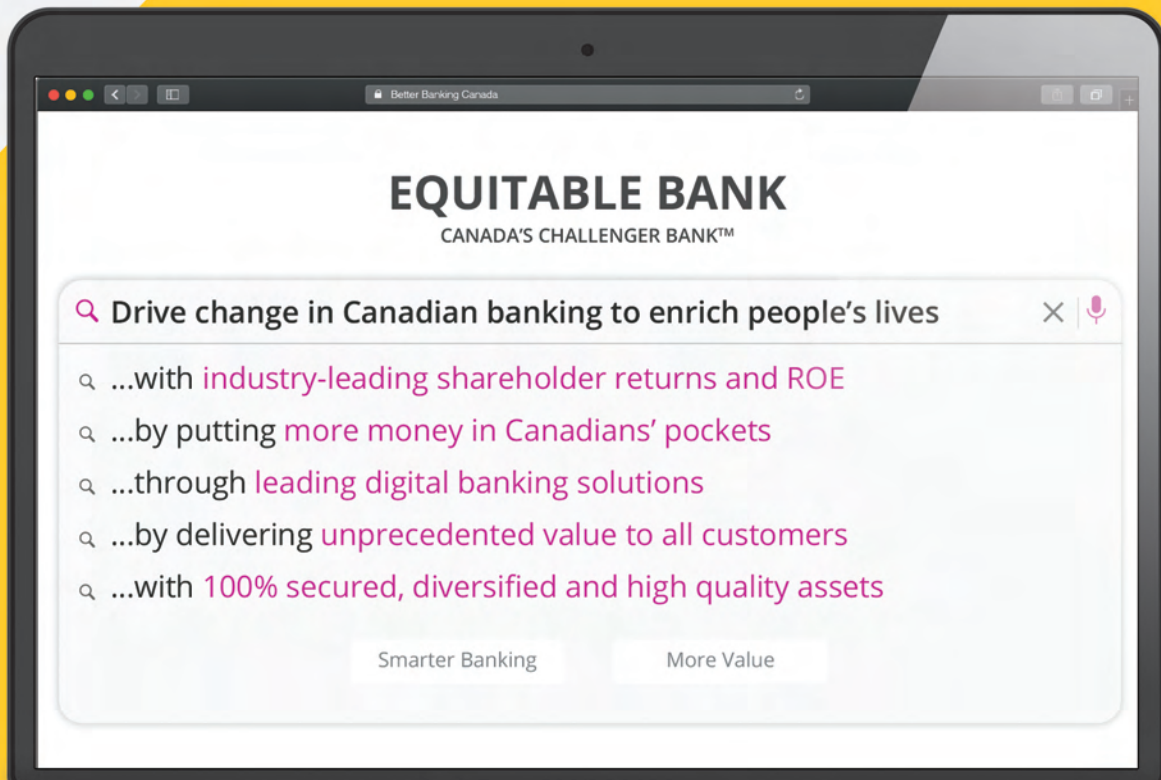 Better Banking Canada
EQUITABLE BANK
CANADA'S CHALLENGER BANK™
Drive change in Canadian banking to enrich people's lives
...with industry-leading shareholder returns and ROE
...by putting more money in Canadians' pockets
...through leading digital banking solutions
...by delivering unprecedented value to all customers
...with 100% secured, diversified and high quality assets
Smarter Banking
More Value